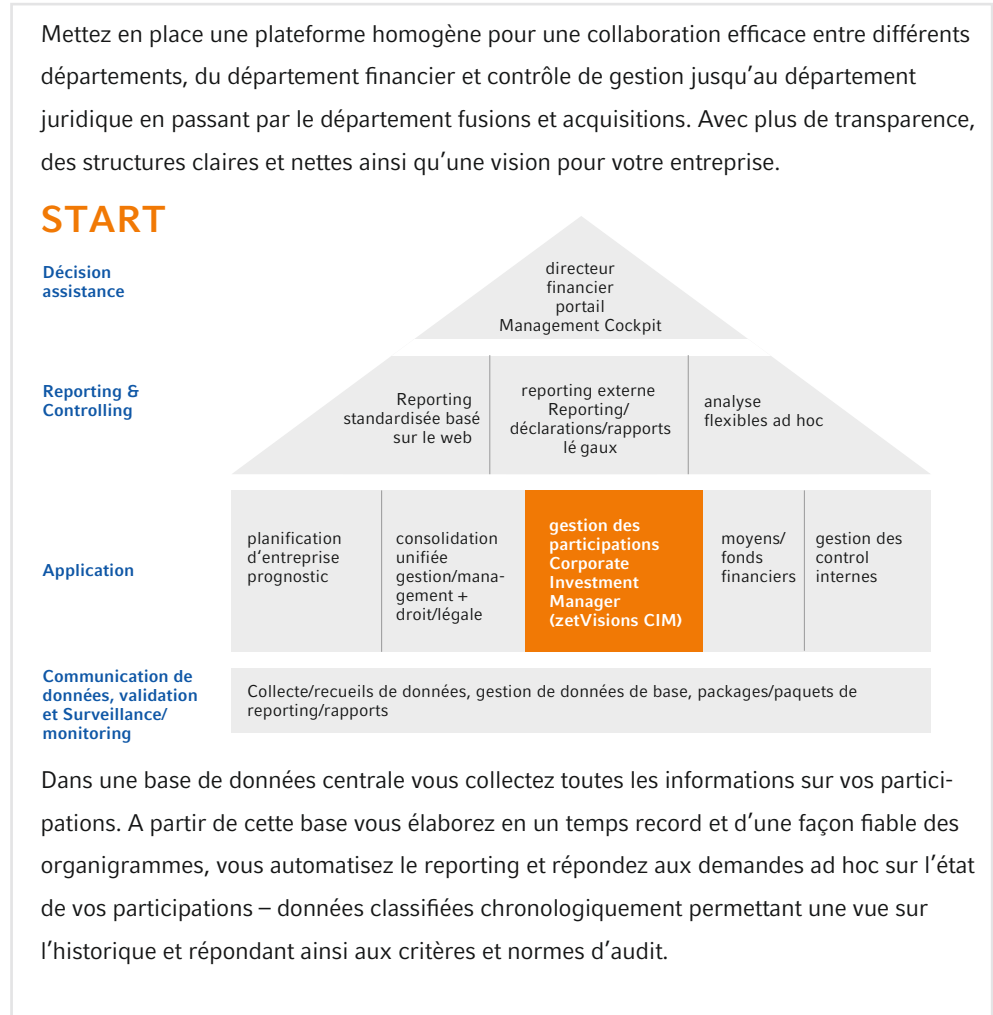 Mettez en place une plateforme homogène pour une collaboration efficace entre différents
départements, du département financier et contrôle de gestion jusqu'au département
juridique en passant par le département fusions et acquisitions. Avec plus de transparence,
des structures claires et nettes ainsi qu'une vision pour votre entreprise.
START
Décision
assistance
directeur
financier
portail
Management Cockpit
Reporting &
Controlling
Reporting
standardisée basé
sur le web
reporting externe
Reporting/
déclarations/rapports
lé gaux
analyse
flexibles ad hoc
Application
planification
d'entreprise
prognostic
consolidation
unifiée
gestion/mana-
gement +
droit/légale
gestion des
participations
Corporate
Investment
Manager
(zetVisions CIM)
moyens/
fonds
financiers
gestion des
control
internes
Communication de
données, validation
et Surveillance/
monitoring
Collecte/recueils de données, gestion de données de base, packages/paquets de
reporting/rapports
Dans une base de données centrale vous collectez toutes les informations sur vos partici-
pations. A partir de cette base vous élaborez en un temps record et d'une façon fiable des
organigrammes, vous automatisez le reporting et répondez aux demandes ad hoc sur l'état
de vos participations – données classifiées chronologiquement permettant une vue sur
l'historique et répondant ainsi aux critères et normes d'audit.